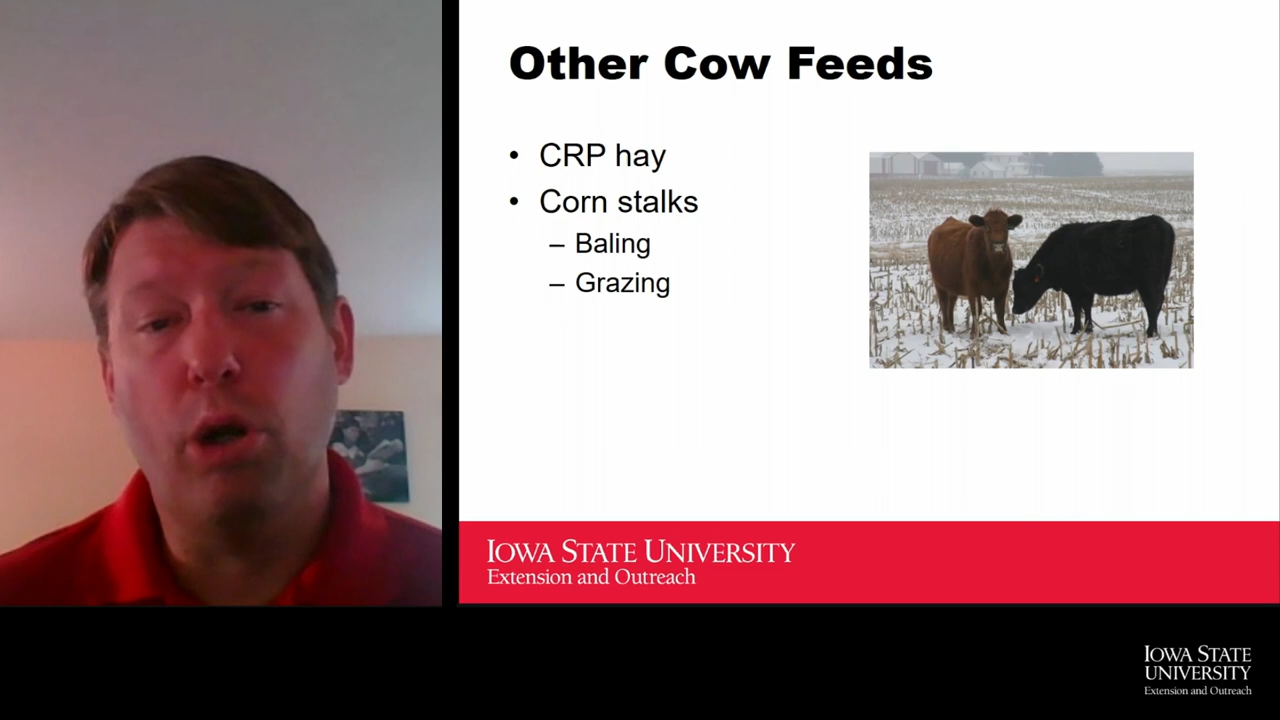 Other Cow Feeds
• CRP hay
• Corn stalks
– Baling
– Grazing
IOWA STATE UNIVERSITY
Extension and Outreach
IOWA STATE
UNIVERSITY
Extension and Outreach